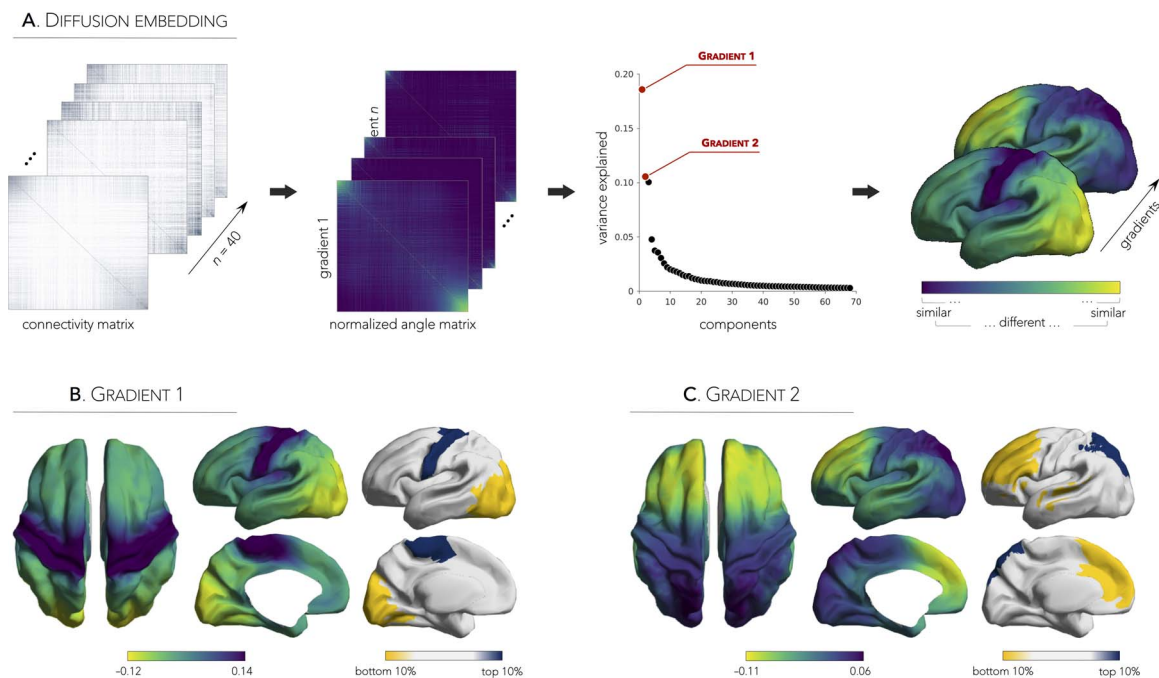 A. DIFFUSION EMBEDDING
n = 40
connectivity matrix
gradient 1
ent n
normalized angle matrix
GRADIENT 1
GRADIENT 2
variance explained
0.20
0.15
0.10
0.05
0
0 10 20 30 40 50 60 70
components
gradients
... ...
similar similar
... different ...
B. GRADIENT 1
-0.12 0.14
bottom 10% top 10%
C. GRADIENT 2
-0.11 0.06
bottom 10% top 10%